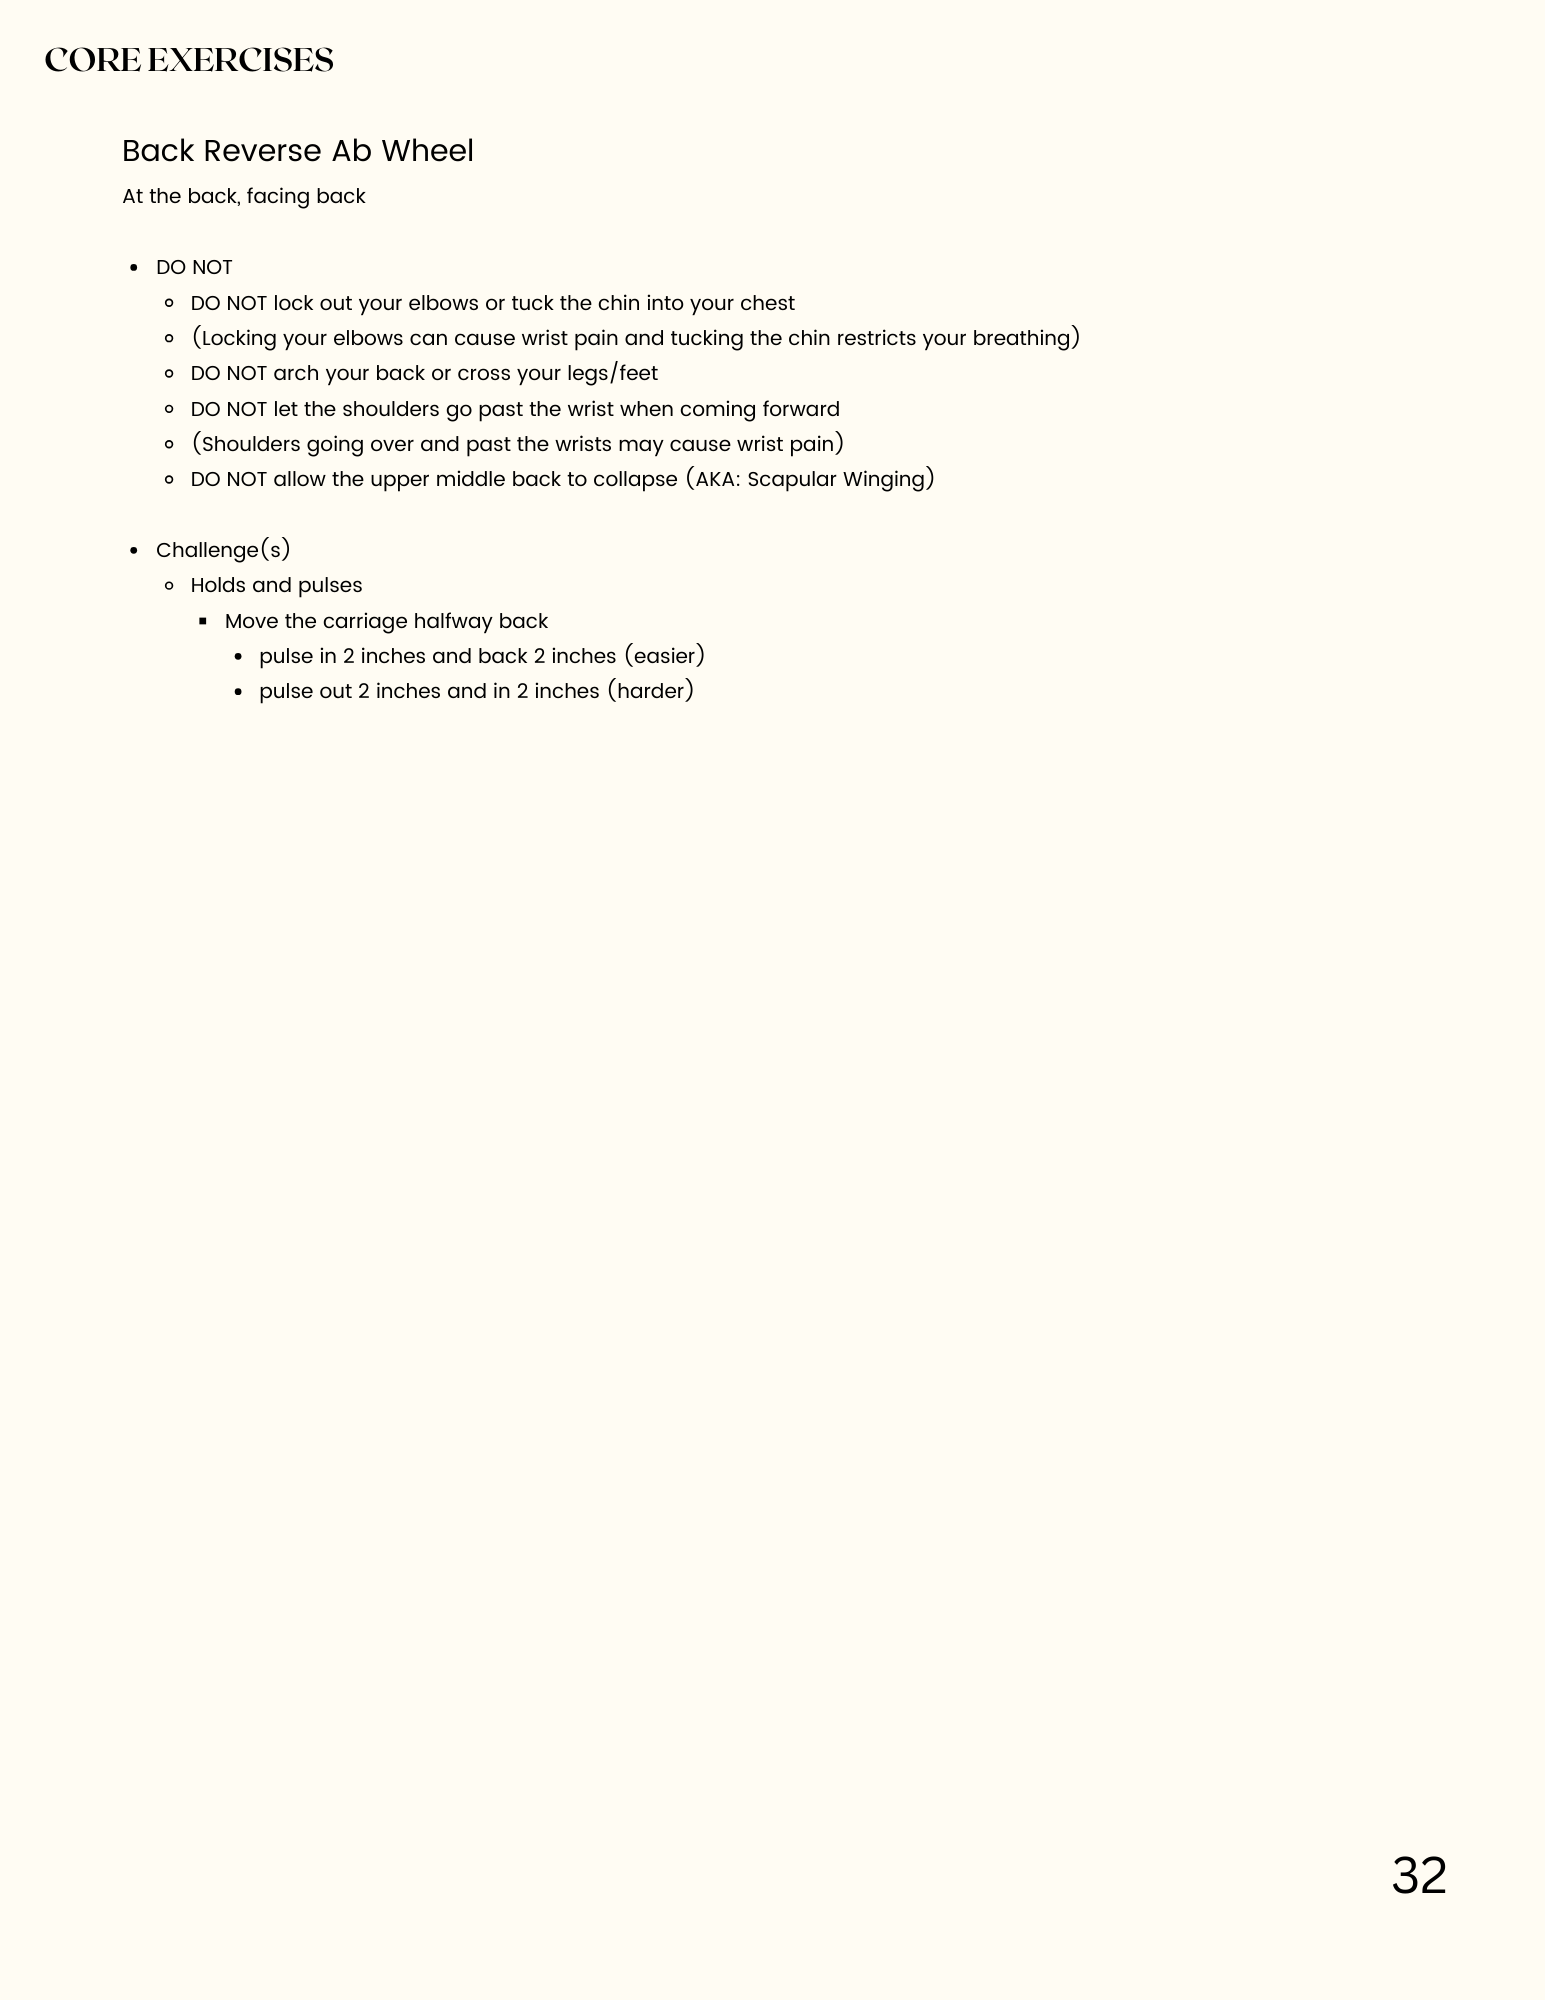 CORE EXERCISES
Back Reverse Ab Wheel
At the back, facing back
• DO NOT
◦ DO NOT lock out your elbows or tuck the chin into your chest
◦ (Locking your elbows can cause wrist pain and tucking the chin restricts your breathing)
◦ DO NOT arch your back or cross your legs/feet
◦ DO NOT let the shoulders go past the wrist when coming forward
◦ (Shoulders going over and past the wrists may cause wrist pain)
◦ DO NOT allow the upper middle back to collapse (AKA: Scapular Winging)
• Challenge(s)
◦ Holds and pulses
▪ Move the carriage halfway back
• pulse in 2 inches and back 2 inches (easier)
• pulse out 2 inches and in 2 inches (harder)
32